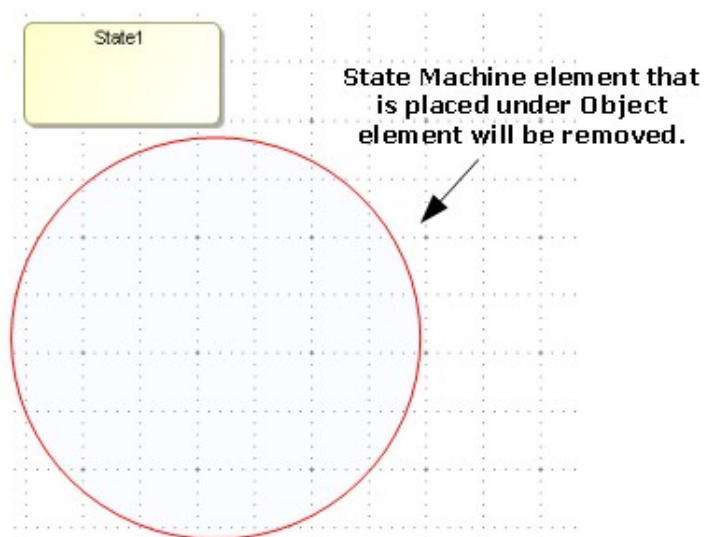 State1
State Machine element that
is placed under Object
element will be removed.